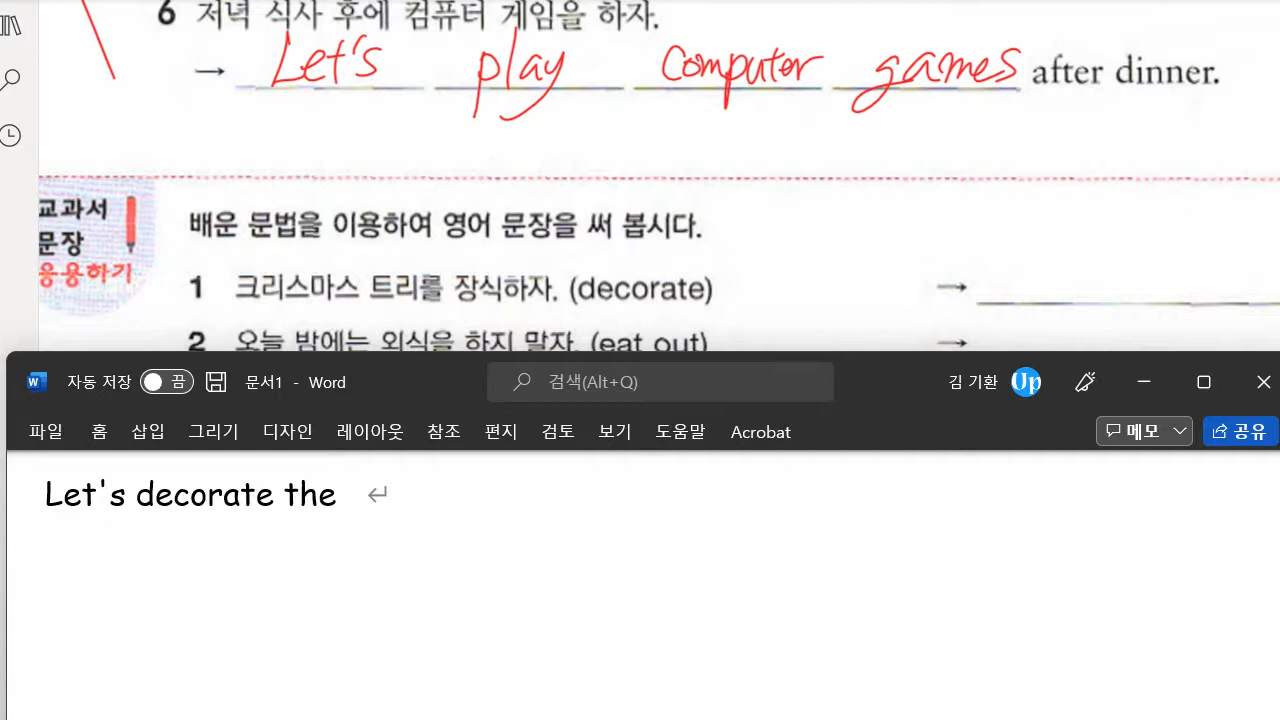 6 저녁 식사 후에 컴퓨터 게임을 하자.
→ Let's play computer games after dinner.
교과서
문장
응용하기
배운 문법을 이용하여 영어 문장을 써 봅시다.
1 크리스마스 트리를 장식하자. (decorate) →
2 오늘 밤에는 외식을 하지 말자. (eat out) →
자동 저장 끔 문서1 - Word 검색(Alt+Q) 김 기환 Up
파일 홈 삽입 그리기 디자인 레이아웃 참조 편지 검토 보기 도움말 Acrobat 메모 공유
Let's decorate the ↵